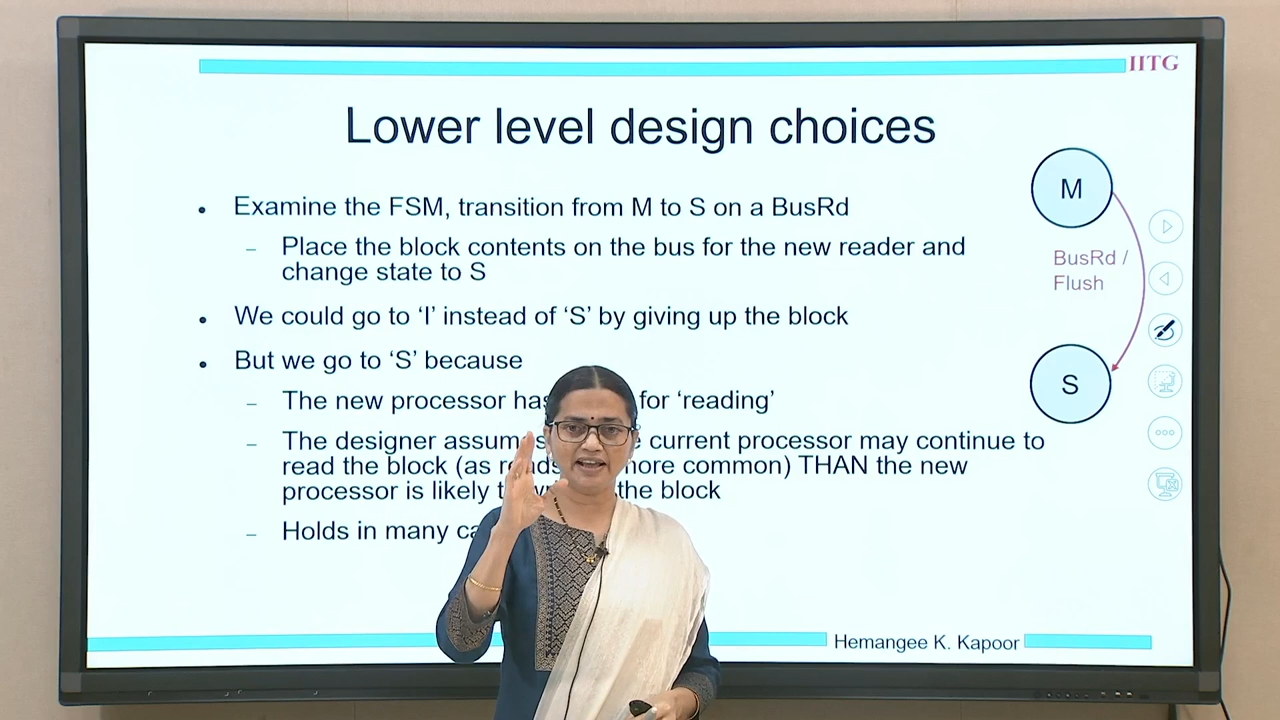 IITG
Lower level design choices
Examine the FSM, transition from M to S on a BusRd
– Place the block contents on the bus for the new reader and
change state to S
We could go to ‘I’ instead of ‘S’ by giving up the block
But we go to ‘S’ because
– The new processor has for ‘reading’
– The designer assum current processor may continue to
read the block (as reads more common) THAN the new
processor is likely the block
– Holds in many
M
BusRd /
Flush
S
Hemangee K. Kapoor